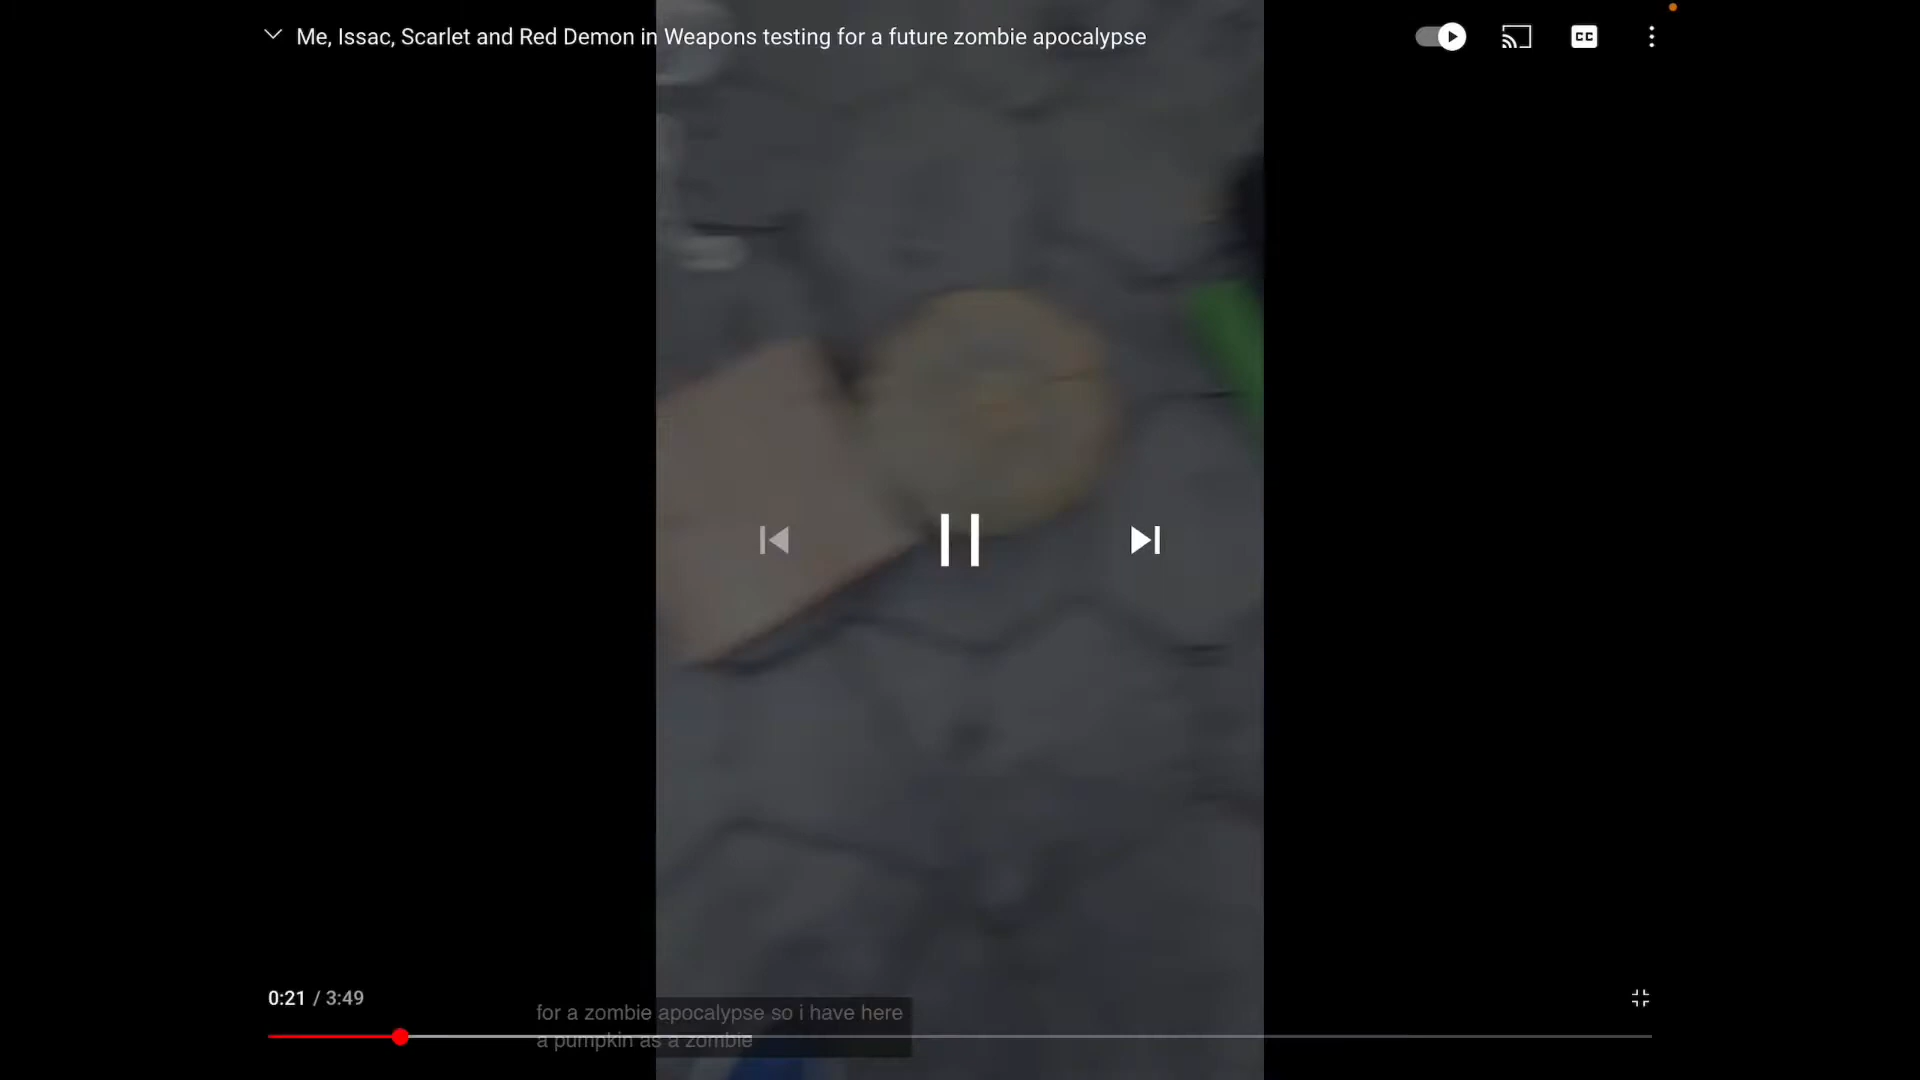 Me, Issac, Scarlet and Red Demon in Weapons testing for a future zombie apocalypse
CC
0:21 / 3:49
for a zombie apocalypse so i have here
a pumpkin as a zombie